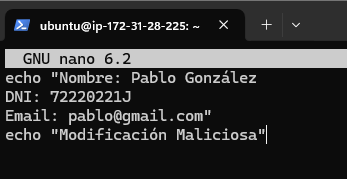 ubuntu@ip-172-31-28-225: ~
GNU nano 6.2
echo "Nombre: Pablo González
DNI: 72220221J
Email: pablo@gmail.com"
echo "Modificación Maliciosa"